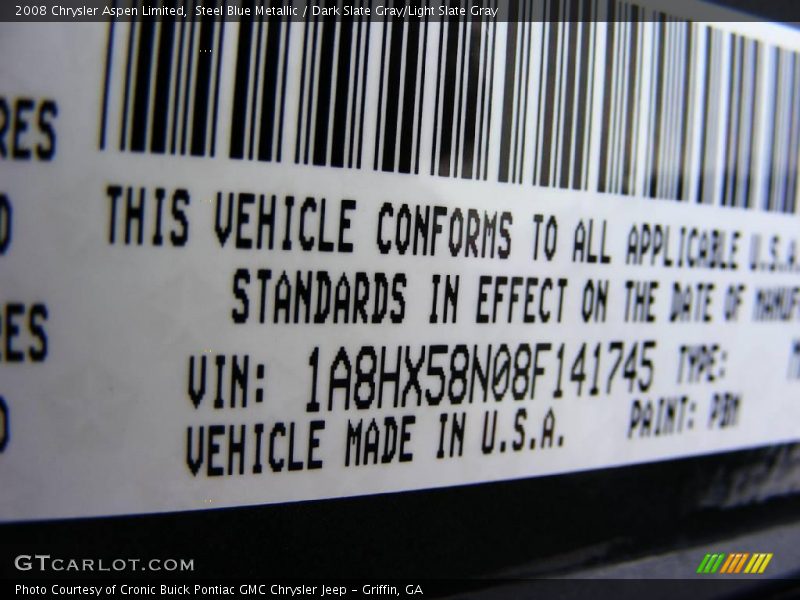 2008 Chrysler Aspen Limited, Steel Blue Metallic / Dark Slate Gray/Light Slate Gray
RES
THIS VEHICLE CONFORMS TO ALL APPLICABLE U.S.A.
STANDARDS IN EFFECT ON THE DATE OF MANUF
RES
VIN: 1A8HX58N08F141745 TYPE:
VEHICLE MADE IN U.S.A. PAINT: PBM
GTCARLOT.COM
Photo Courtesy of Cronic Buick Pontiac GMC Chrysler Jeep - Griffin, GA